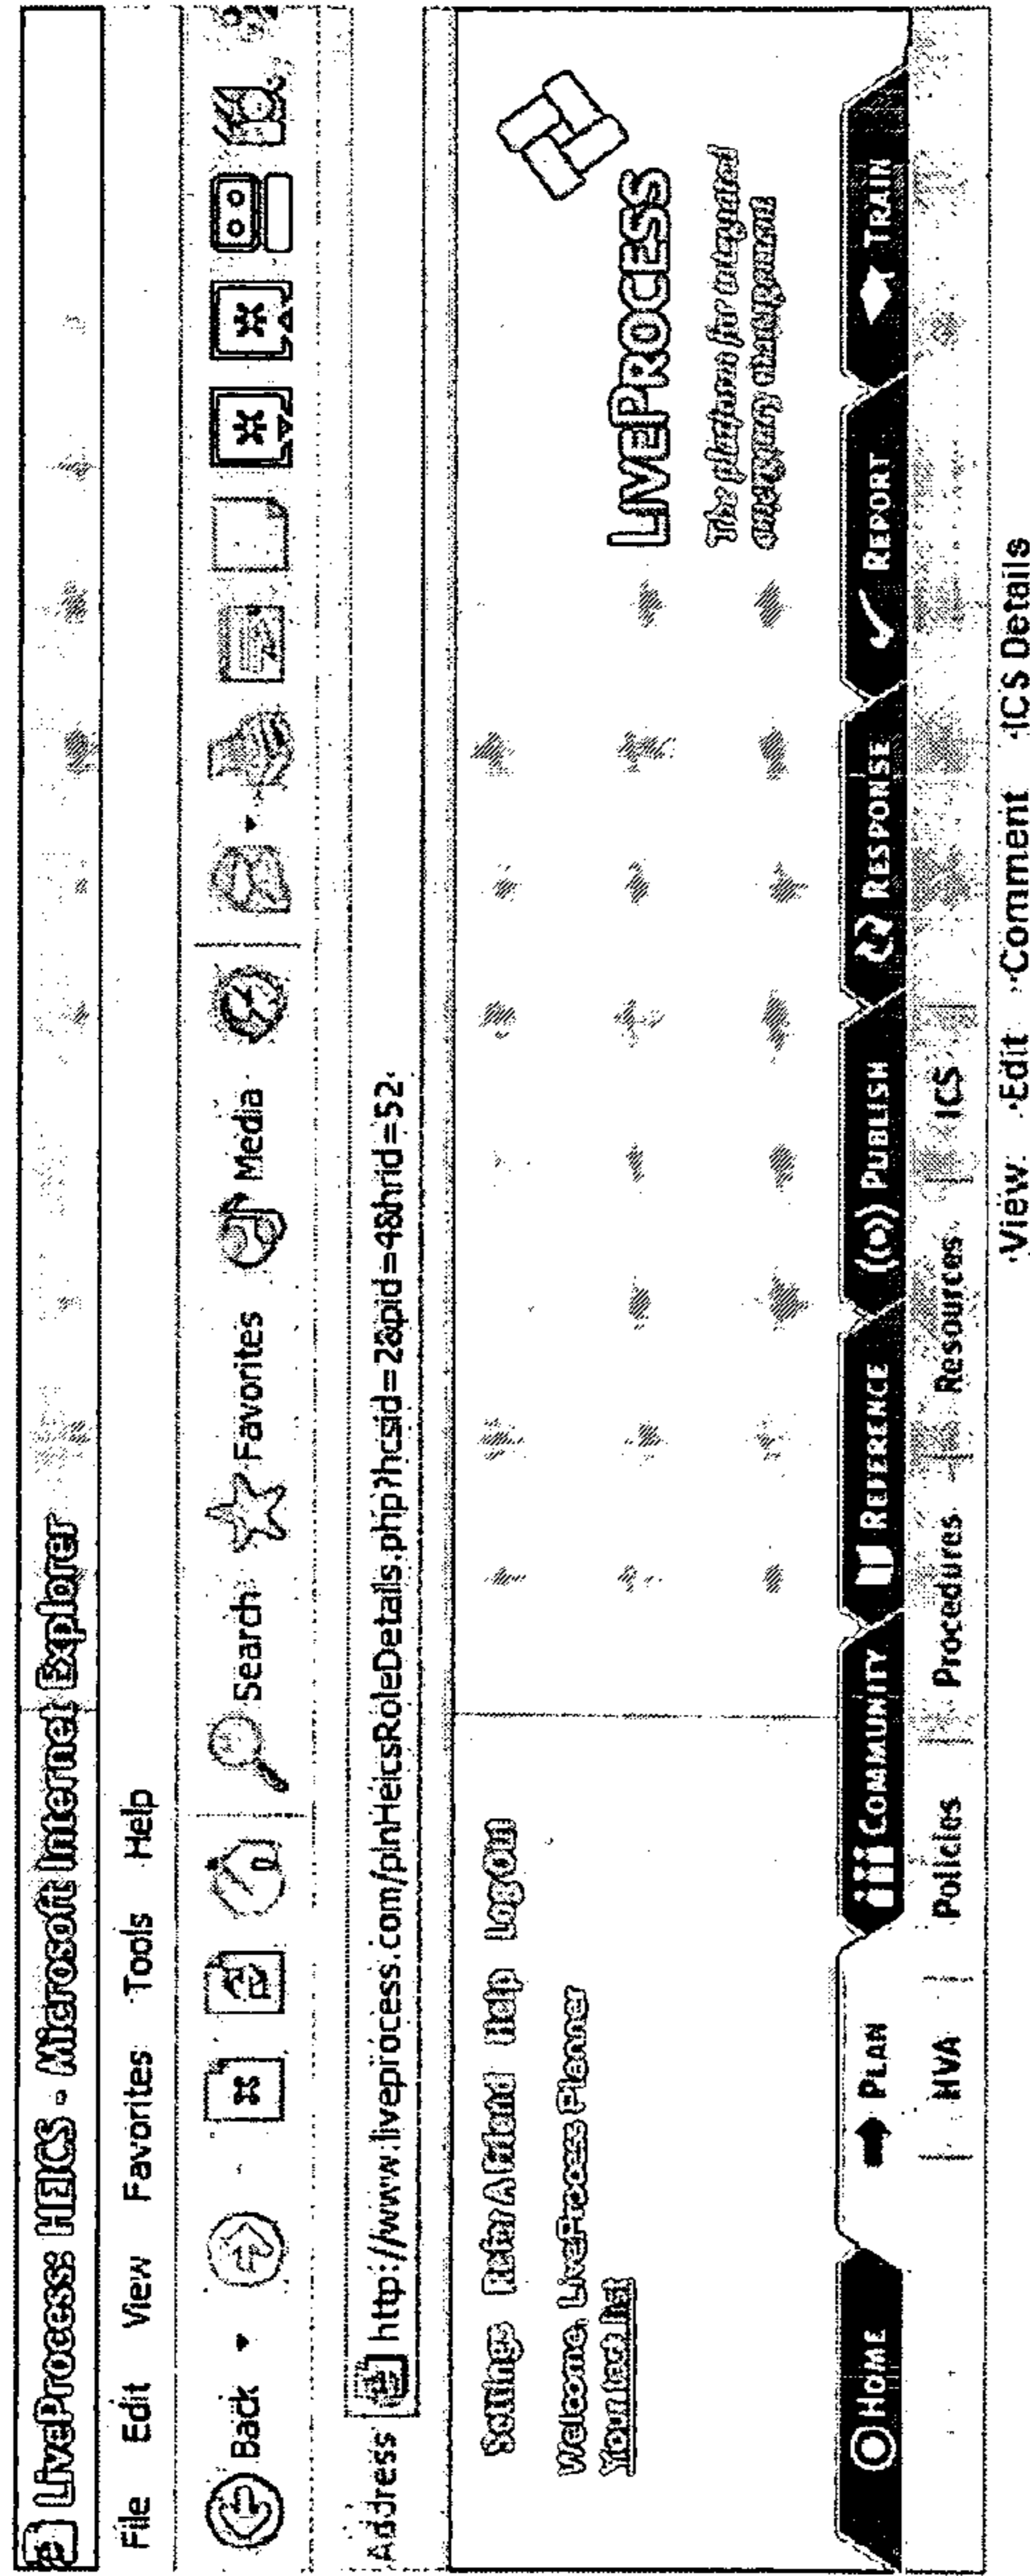 LiveProcess: HEICS - Microsoft Internet Explorer
File Edit View Favorites Tools Help
Back Search Favorites Media
Address http://www.liveprocess.com/plnHeicsRoleDetails.php?hcsid=2&pid=4&hrid=52
Settings Refer A Friend Help Log Out
Welcome, LiveProcess Planner
Your task list
LIVEPROCESS
The platform for integrated
emergency management
HOME PLAN COMMUNITY REFERENCE PUBLISH RESPONSE REPORT TRAIN
HVA Policies Procedures Resources ICS
View: Edit Comment ICS Details